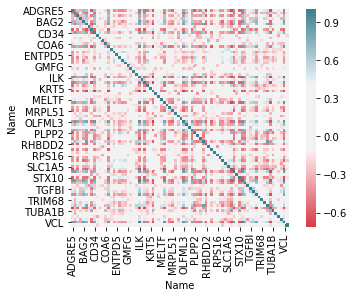 ADGRE5
BAG2
CD34
COA6
ENTPD5
GMFG
ILK
KRT5
MELTF
MRPL51
OLFML3
PLPP2
RHBDD2
RPS16
SLC1A5
STX10
TGFBI
TRIM68
TUBA1B
VCL
Name
ADGRE5
BAG2
CD34
COA6
ENTPD5
GMFG
ILK
KRT5
MELTF
MRPL51
OLFML3
PLPP2
RHBDD2
RPS16
SLC1A5
STX10
TGFBI
TRIM68
TUBA1B
VCL
Name
0.9
0.6
0.3
0.0
−0.3
−0.6